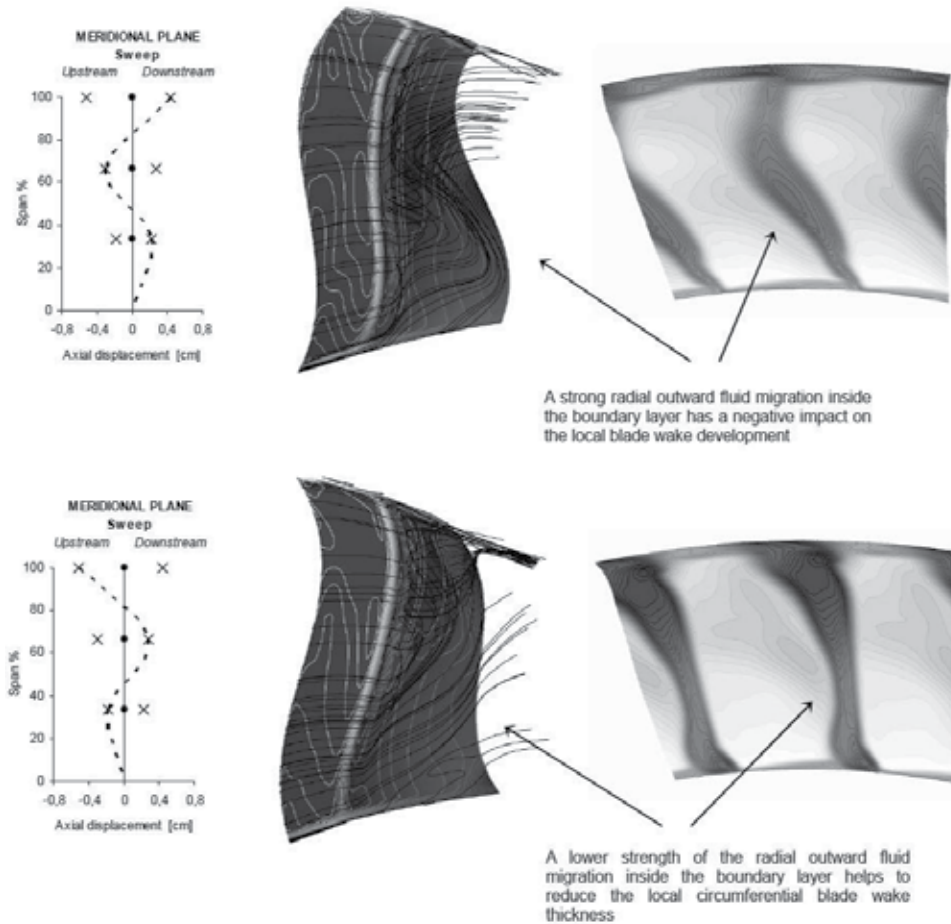 MERIDIONAL PLANE
Sweep
Upstream Downstream
100
80
60
40
20
0
Span %
-0,8 -0,4 0 0,4 0,8
Axial displacement [cm]
A strong radial outward fluid migration inside
the boundary layer has a negative impact on
the local blade wake development
MERIDIONAL PLANE
Sweep
Upstream Downstream
100
80
60
40
20
0
Span %
-0,8 -0,4 0 0,4 0,8
Axial displacement [cm]
A lower strength of the radial outward fluid
migration inside the boundary layer helps to
reduce the local circumferential blade wake
thickness